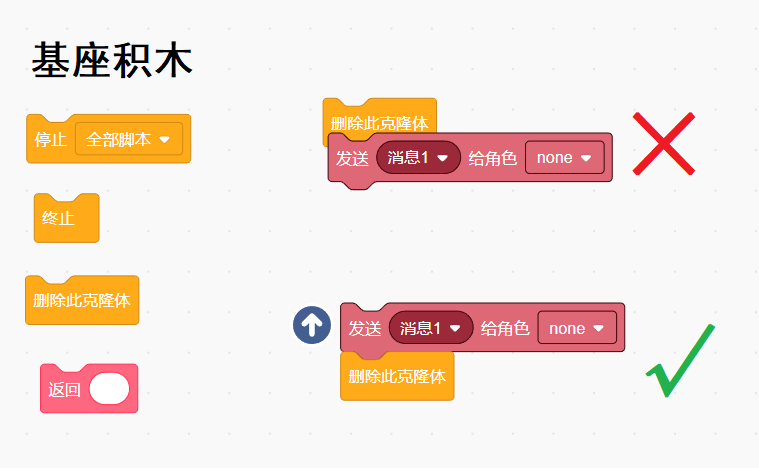 基座积木
停止 全部脚本
终止
删除此克隆体
返回
删除此克隆体
发送 消息1 给角色 none
发送 消息1 给角色 none
删除此克隆体